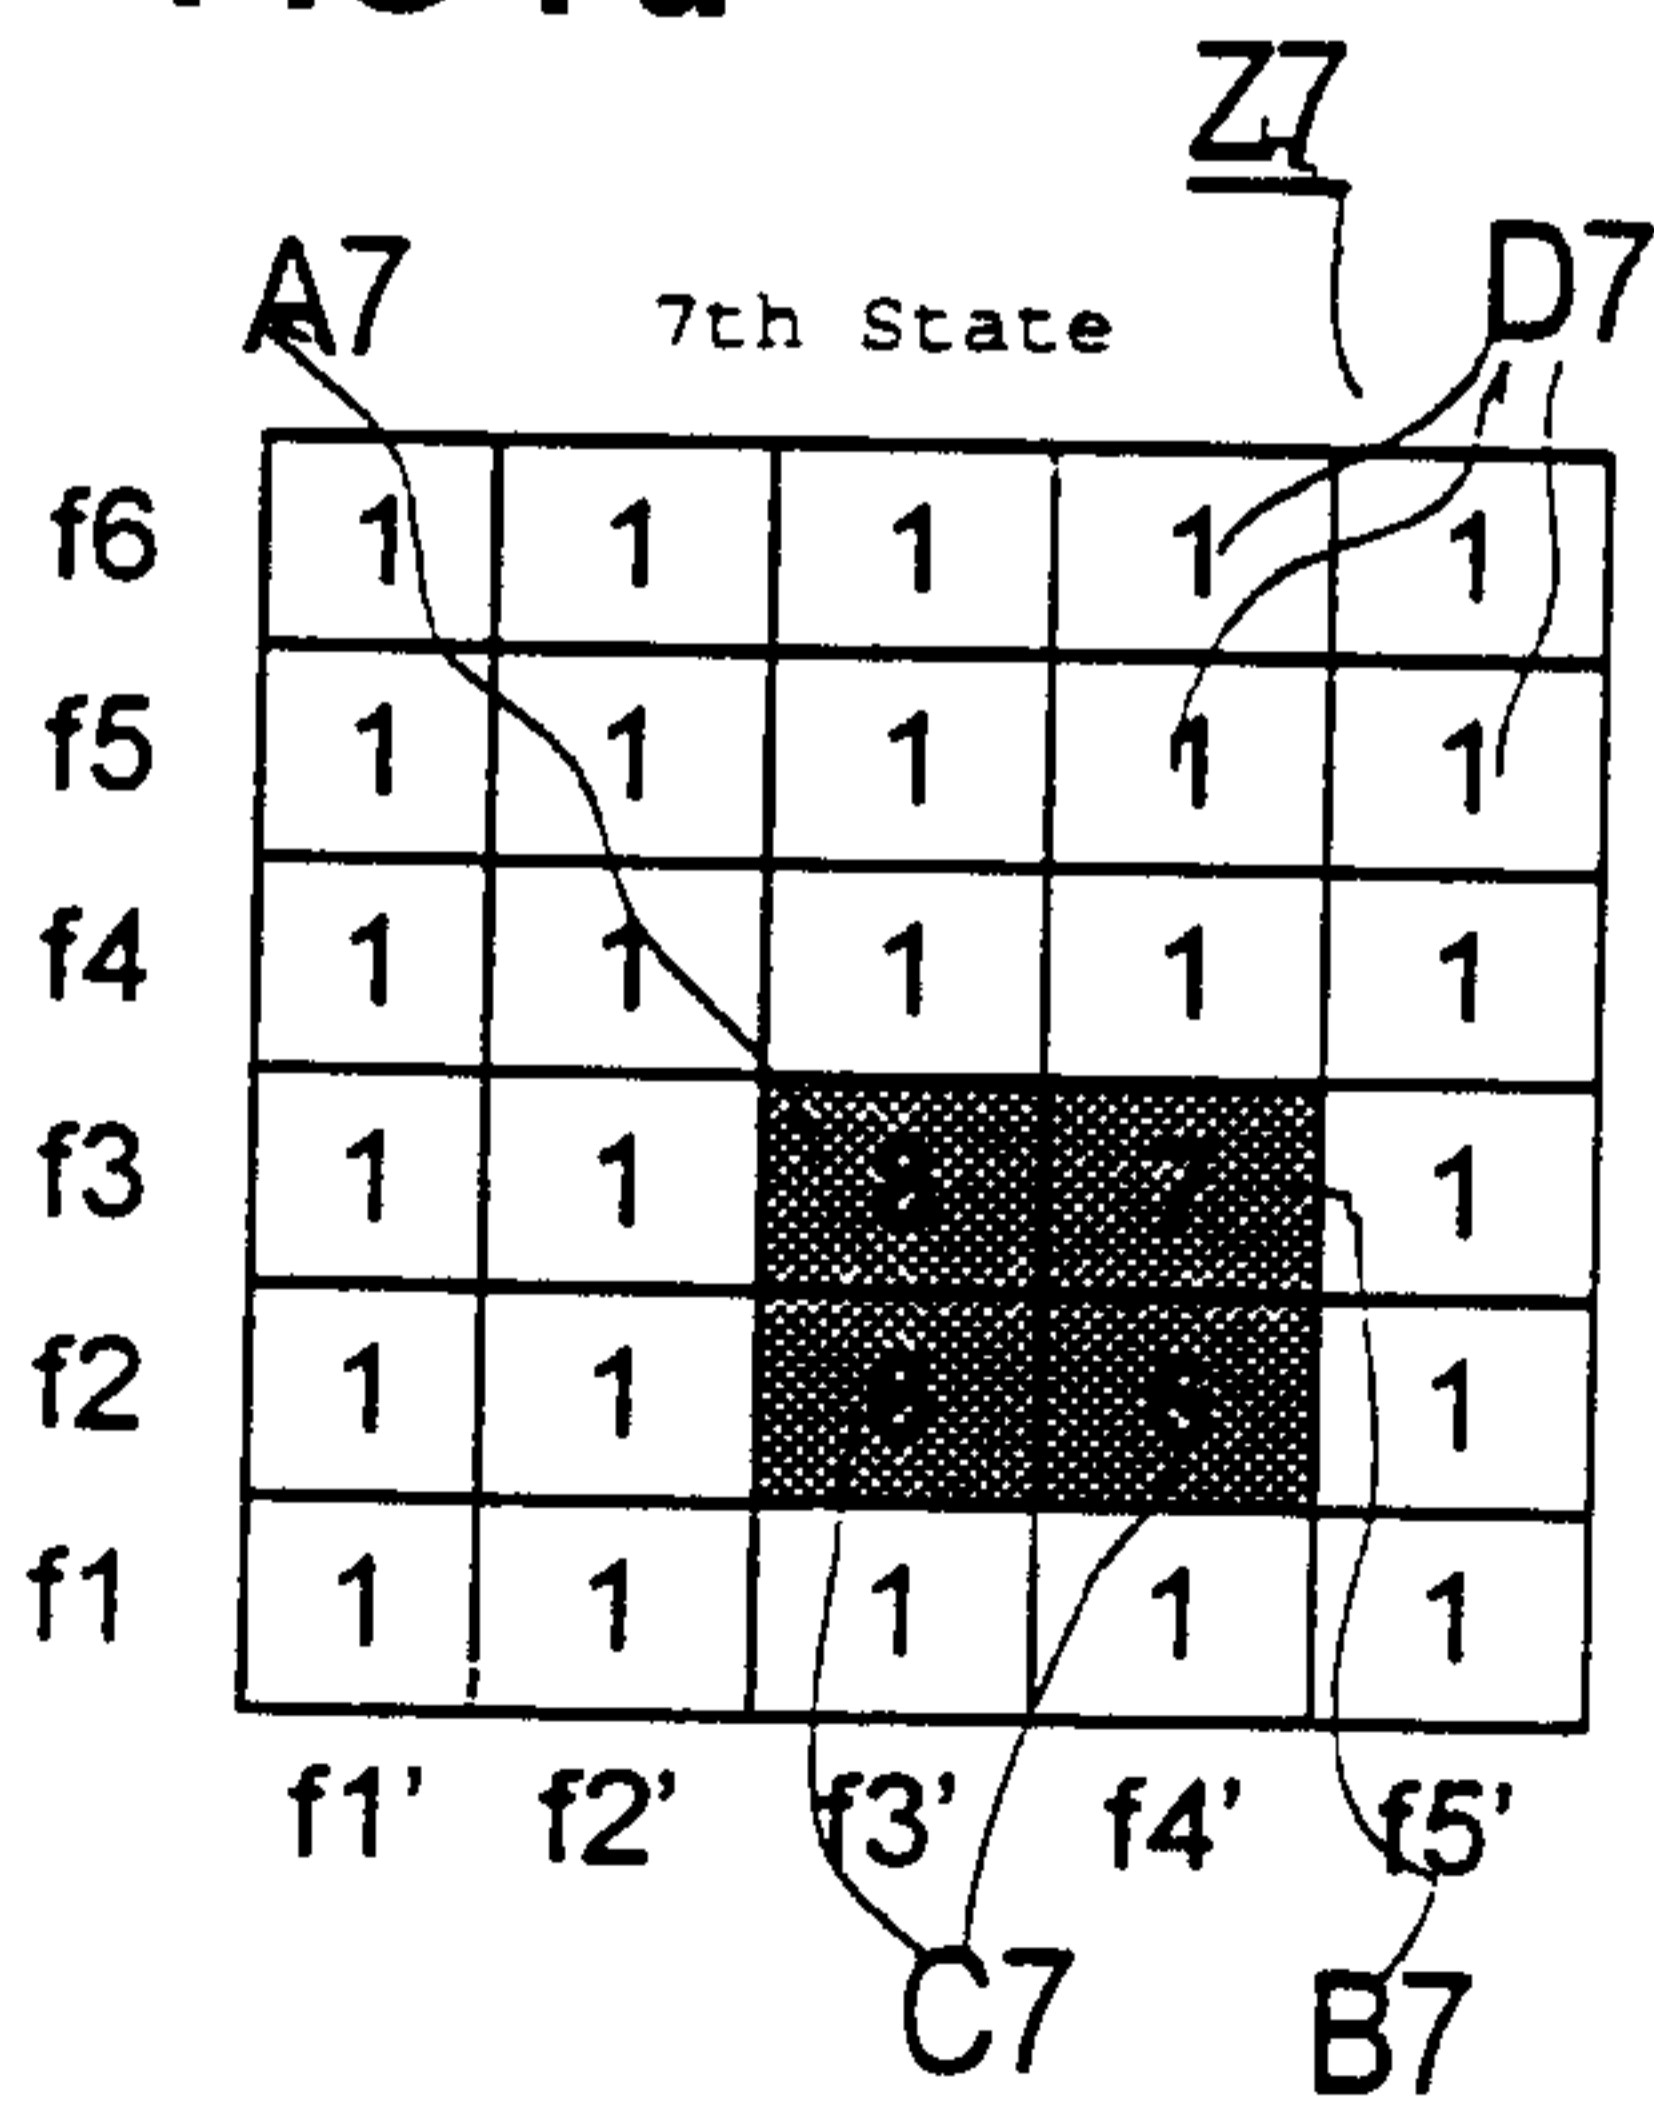 Z7
A7 7th State D7
f6 1 1 1 1 1
f5 1 1 1 1 1
f4 1 1 1 1 1
f3 1 1 8 7 1
f2 1 1 1
f1 1 1 1 1 1
f1' f2' f3' f4' f5'
C7 B7